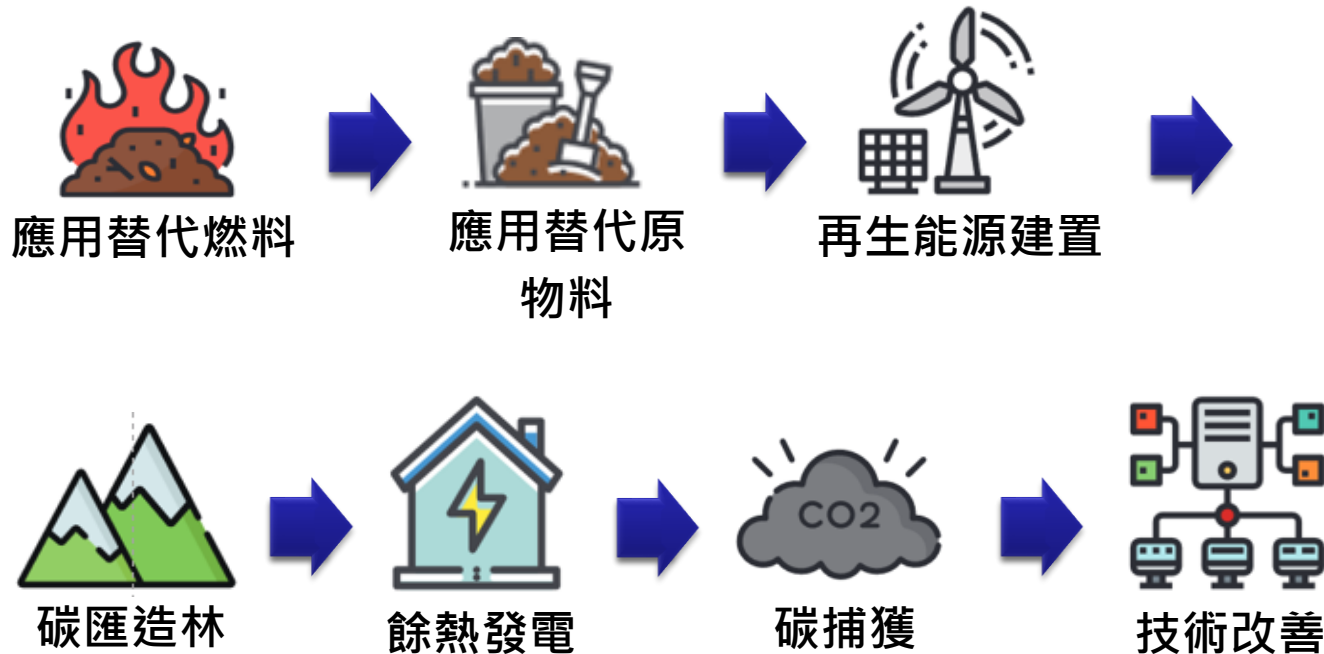 應用替代燃料
應用替代原
物料
再生能源建置
碳匯造林
餘熱發電
CO2
碳捕獲
技術改善